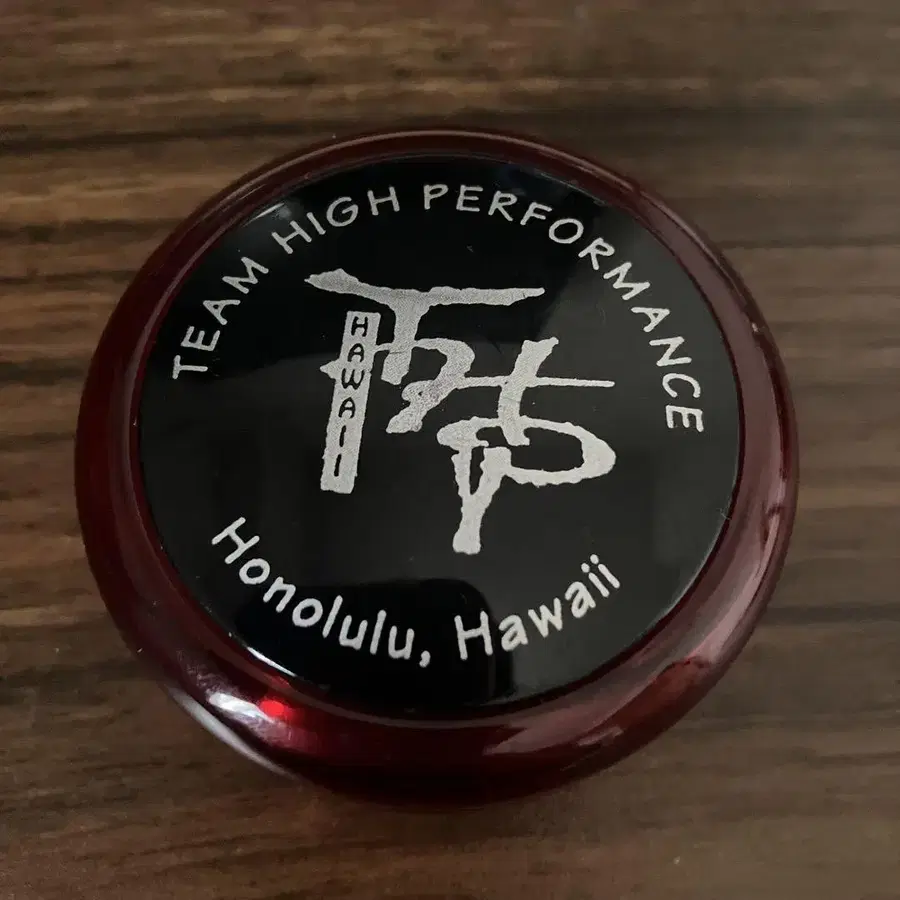 TEAM HIGH PERFORMANCE
THP
HAWAII
Honolulu, Hawaii